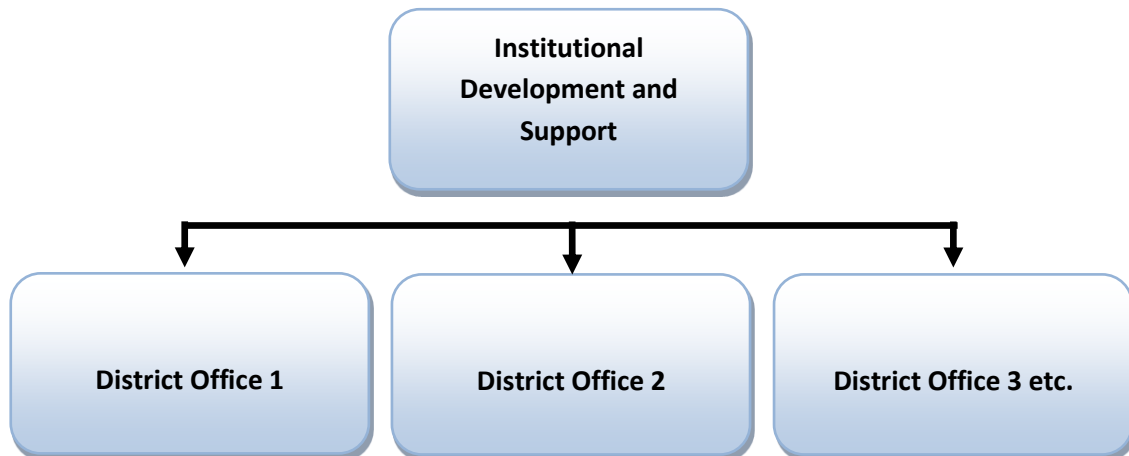 Institutional
Development and
Support
District Office 1
District Office 2
District Office 3 etc.